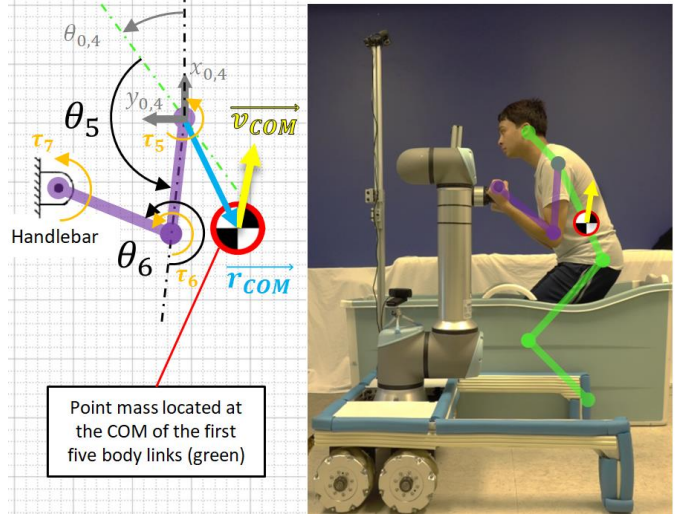 θ0,4
x0,4
y0,4
θ5
τ5
vCOM
τ7
Handlebar
θ6
τ6
rCOM
Point mass located at
the COM of the first
five body links (green)